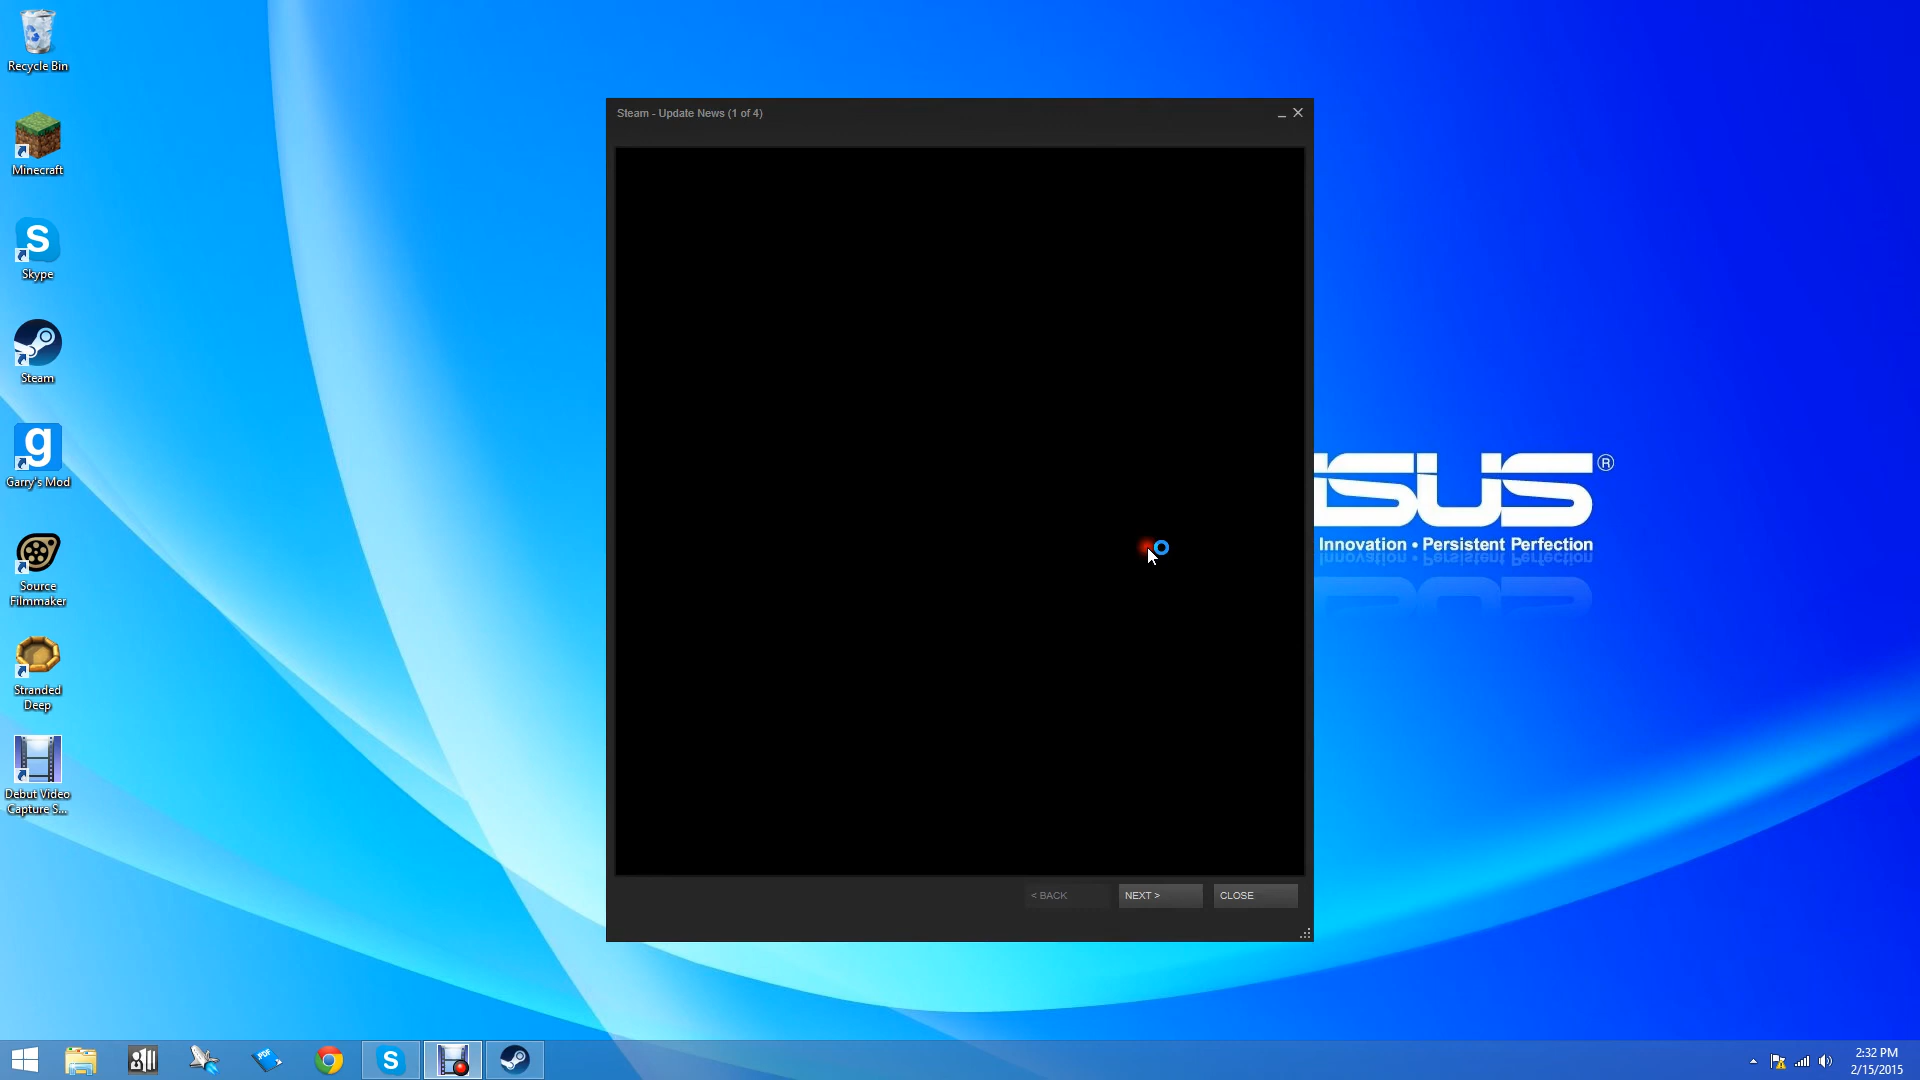 Recycle Bin
Minecraft
S
Skype
Steam
g
Garry's Mod
Source
Filmmaker
Stranded
Deep
Debut Video
Capture S...
Steam - Update News (1 of 4)
< BACK
NEXT >
CLOSE
SUS®
Innovation • Persistent Perfection
PDF
S
2:32 PM
2/15/2015